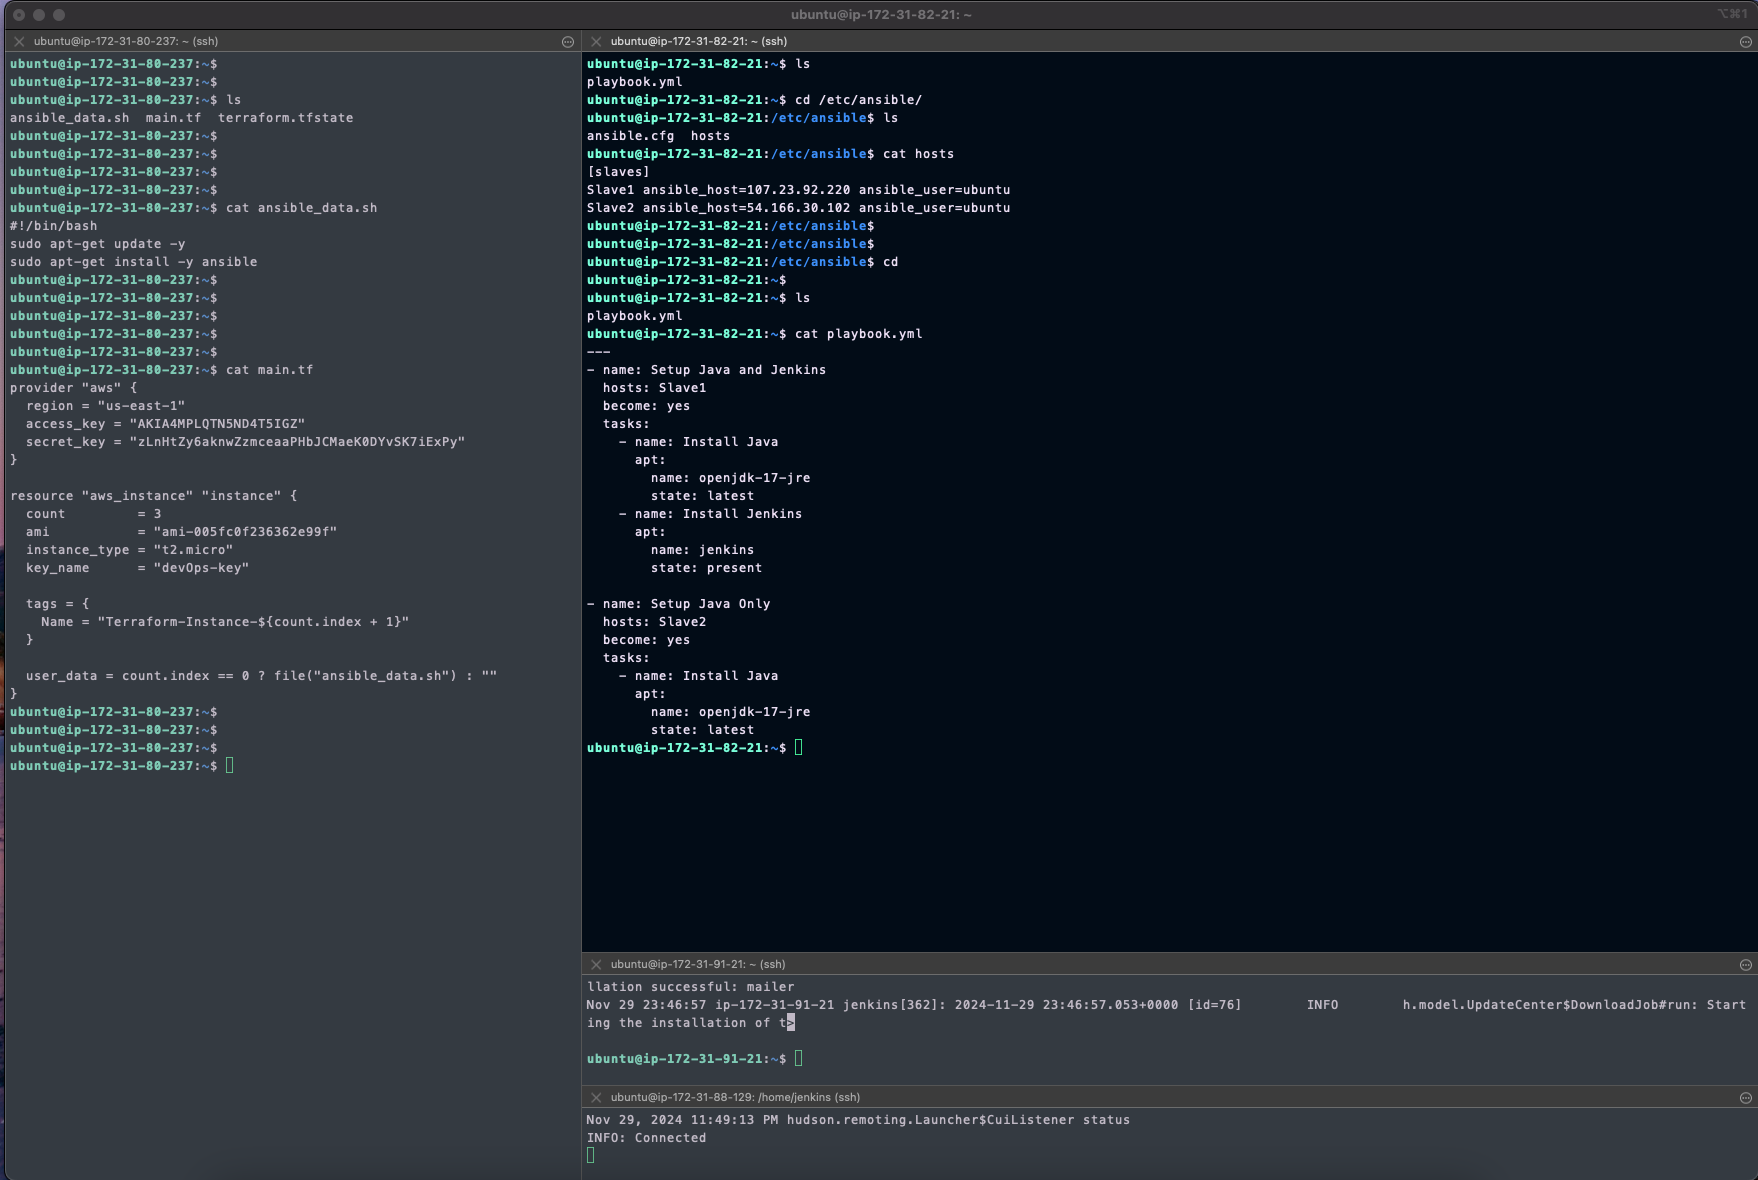 ubuntu@ip-172-31-82-21: ~
⌥⌘1
ubuntu@ip-172-31-80-237: ~ (ssh)
ubuntu@ip-172-31-80-237:~$
ubuntu@ip-172-31-80-237:~$
ubuntu@ip-172-31-80-237:~$ ls
ansible_data.sh  main.tf  terraform.tfstate
ubuntu@ip-172-31-80-237:~$
ubuntu@ip-172-31-80-237:~$
ubuntu@ip-172-31-80-237:~$
ubuntu@ip-172-31-80-237:~$
ubuntu@ip-172-31-80-237:~$ cat ansible_data.sh
#!/bin/bash
sudo apt-get update -y
sudo apt-get install -y ansible
ubuntu@ip-172-31-80-237:~$
ubuntu@ip-172-31-80-237:~$
ubuntu@ip-172-31-80-237:~$
ubuntu@ip-172-31-80-237:~$
ubuntu@ip-172-31-80-237:~$
ubuntu@ip-172-31-80-237:~$ cat main.tf
provider "aws" {
  region = "us-east-1"
  access_key = "AKIA4MPLQTN5ND4T5IGZ"
  secret_key = "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"
}
resource "aws_instance" "instance" {
  count         = 3
  ami           = "ami-005fc0f236362e99f"
  instance_type = "t2.micro"
  key_name      = "devOps-key"
  tags = {
    Name = "Terraform-Instance-${count.index + 1}"
  }
  user_data = count.index == 0 ? file("ansible_data.sh") : ""
}
ubuntu@ip-172-31-80-237:~$
ubuntu@ip-172-31-80-237:~$
ubuntu@ip-172-31-80-237:~$
ubuntu@ip-172-31-80-237:~$
ubuntu@ip-172-31-82-21: ~ (ssh)
ubuntu@ip-172-31-82-21:~$ ls
playbook.yml
ubuntu@ip-172-31-82-21:~$ cd /etc/ansible/
ubuntu@ip-172-31-82-21:/etc/ansible$ ls
ansible.cfg  hosts
ubuntu@ip-172-31-82-21:/etc/ansible$ cat hosts
[slaves]
Slave1 ansible_host=107.23.92.220 ansible_user=ubuntu
Slave2 ansible_host=54.166.30.102 ansible_user=ubuntu
ubuntu@ip-172-31-82-21:/etc/ansible$
ubuntu@ip-172-31-82-21:/etc/ansible$
ubuntu@ip-172-31-82-21:/etc/ansible$ cd
ubuntu@ip-172-31-82-21:~$
ubuntu@ip-172-31-82-21:~$ ls
playbook.yml
ubuntu@ip-172-31-82-21:~$ cat playbook.yml
---
- name: Setup Java and Jenkins
  hosts: Slave1
  become: yes
  tasks:
    - name: Install Java
      apt:
        name: openjdk-17-jre
        state: latest
    - name: Install Jenkins
      apt:
        name: jenkins
        state: present
- name: Setup Java Only
  hosts: Slave2
  become: yes
  tasks:
    - name: Install Java
      apt:
        name: openjdk-17-jre
        state: latest
ubuntu@ip-172-31-82-21:~$
ubuntu@ip-172-31-91-21: ~ (ssh)
llation successful: mailer
Nov 29 23:46:57 ip-172-31-91-21 jenkins[362]: 2024-11-29 23:46:57.053+0000 [id=76]        INFO        h.model.UpdateCenter$DownloadJob#run: Start
ing the installation of t>
ubuntu@ip-172-31-91-21:~$
ubuntu@ip-172-31-88-129: /home/jenkins (ssh)
Nov 29, 2024 11:49:13 PM hudson.remoting.Launcher$CuiListener status
INFO: Connected